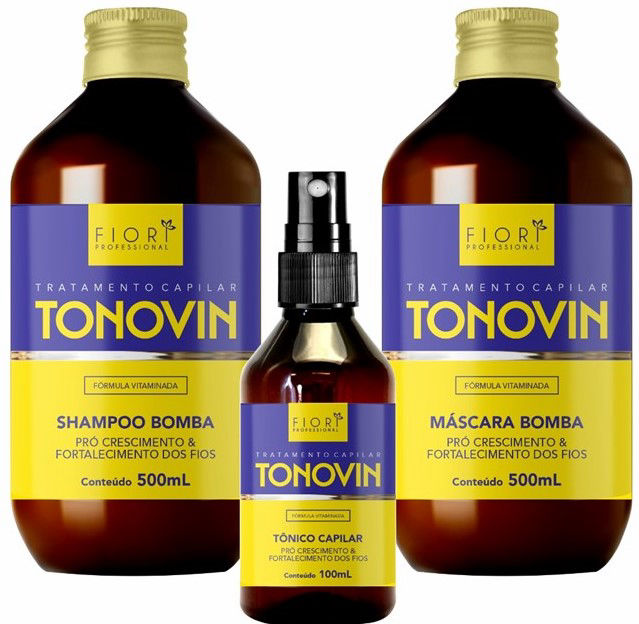 FIORI
PROFESSIONAL
TRATAMENTO CAPILAR
TONOVIN
FÓRMULA VITAMINADA
SHAMPOO BOMBA
PRÓ CRESCIMENTO &
FORTALECIMENTO DOS FIOS
Conteúdo 500mL
FIORI
PROFESSIONAL
TRATAMENTO CAPILAR
TONOVIN
FÓRMULA VITAMINADA
TÔNICO CAPILAR
PRÓ CRESCIMENTO &
FORTALECIMENTO DOS FIOS
Conteúdo 100mL
FIORI
PROFESSIONAL
TRATAMENTO CAPILAR
TONOVIN
FÓRMULA VITAMINADA
MÁSCARA BOMBA
PRÓ CRESCIMENTO &
FORTALECIMENTO DOS FIOS
Conteúdo 500mL